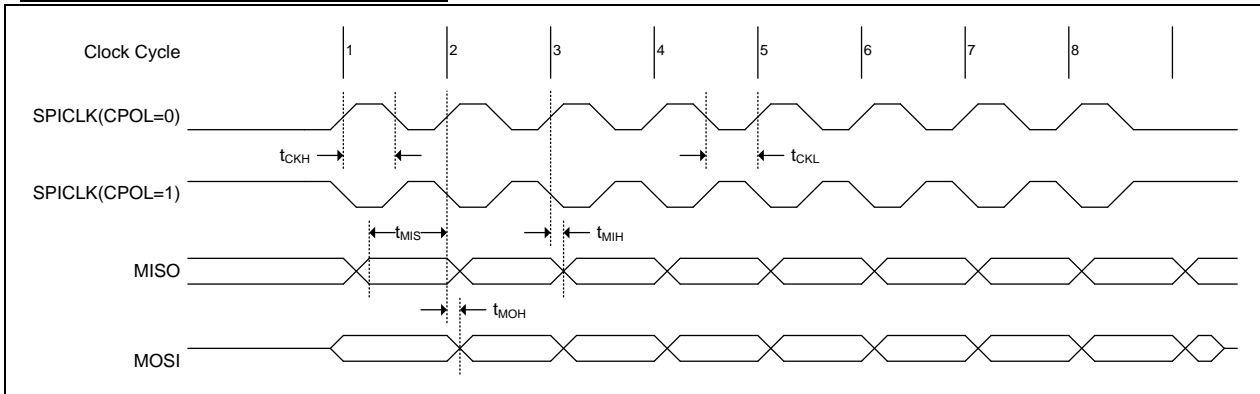 Clock Cycle 1 2 3 4 5 6 7 8
SPICLK(CPOL=0)
tCKH tCKL
SPICLK(CPOL=1)
tMIS tMIH
MISO
tMOH
MOSI